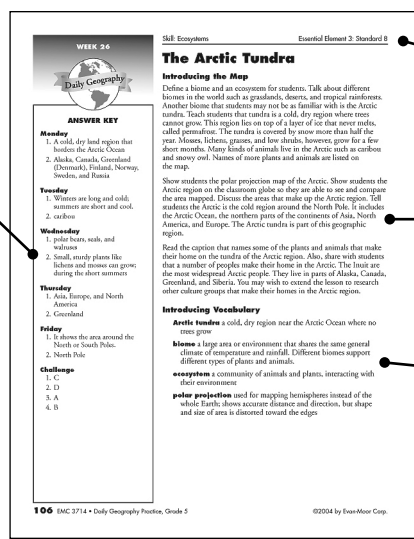 WEEK 26
Daily Geography
ANSWER KEY
Monday
1. A cold, dry land region that
borders the Arctic Ocean
2. Alaska, Canada, Greenland
(Denmark), Finland, Norway,
Sweden, and Russia
Tuesday
1. Winters are long and cold;
summers are short and cool.
2. caribou
Wednesday
1. polar bears, seals, and
walruses
2. Small, sturdy plants like
lichens and mosses can grow;
during the short summers
Thursday
1. Asia, Europe, and North
America
2. Greenland
Friday
1. It shows the area around the
North or South Poles.
2. North Pole
Challenge
1. C
2. D
3. A
4. B
Skill: Ecosystems Essential Element 3: Standard 8
The Arctic Tundra
Introducing the Map
Define a biome and an ecosystem for students. Talk about different
biomes in the world such as grasslands, deserts, and tropical rainforests.
Another biome that students may not be as familiar with is the Arctic
tundra. Teach students that tundra is a cold, dry region where trees
cannot grow. This region lies on top of a layer of ice that never melts,
called permafrost. The tundra is covered by snow more than half the
year. Mosses, lichens, grasses, and low shrubs, however, grow for a few
short months. Many kinds of animals live in the Arctic such as caribou
and snowy owl. Names of more plants and animals are listed on
the map.
Show students the polar projection map of the Arctic. Show students the
Arctic region on the classroom globe so they are able to see and compare
the area mapped. Discuss the areas that make up the Arctic region. Tell
students the Arctic is the cold region around the North Pole. It includes
the Arctic Ocean, the northern parts of the continents of Asia, North
America, and Europe. The Arctic tundra is part of this geographic
region.
Read the caption that names some of the plants and animals that make
their home on the tundra of the Arctic region. Also, share with students
that a number of peoples make their home in the Arctic. The Inuit are
the most widespread Arctic people. They live in parts of Alaska, Canada,
Greenland, and Siberia. You may wish to extend the lesson to research
other culture groups that make their homes in the Arctic region.
Introducing Vocabulary
Arctic tundra a cold, dry region near the Arctic Ocean where no
trees grow
biome a large area or environment that shares the same general
climate of temperature and rainfall. Different biomes support
different types of plants and animals.
ecosystem a community of animals and plants, interacting with
their environment
polar projection used for mapping hemispheres instead of the
whole Earth; shows accurate distance and direction, but shape
and size of area is distorted toward the edges
106 EMC 3714 • Daily Geography Practice, Grade 5 ©2004 by Evan-Moor Corp.